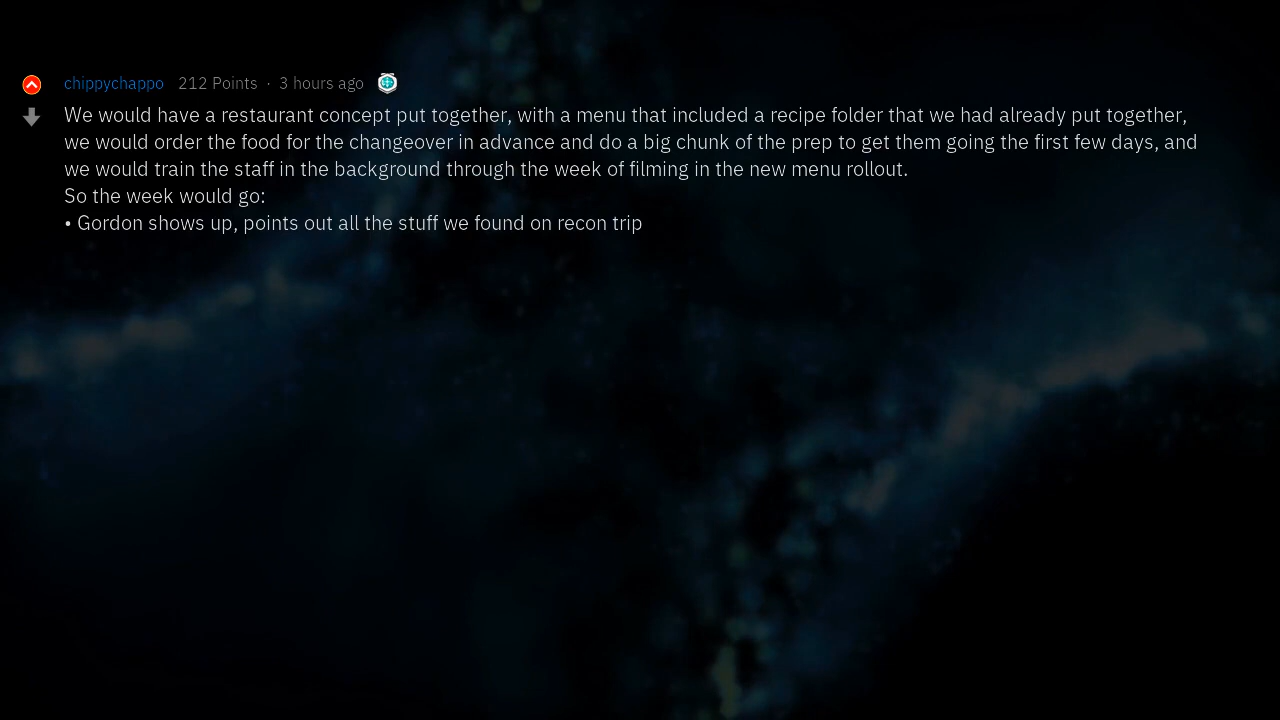 chippychappo 212 Points · 3 hours ago
We would have a restaurant concept put together, with a menu that included a recipe folder that we had already put together,
we would order the food for the changeover in advance and do a big chunk of the prep to get them going the first few days, and
we would train the staff in the background through the week of filming in the new menu rollout.
So the week would go:
• Gordon shows up, points out all the stuff we found on recon trip